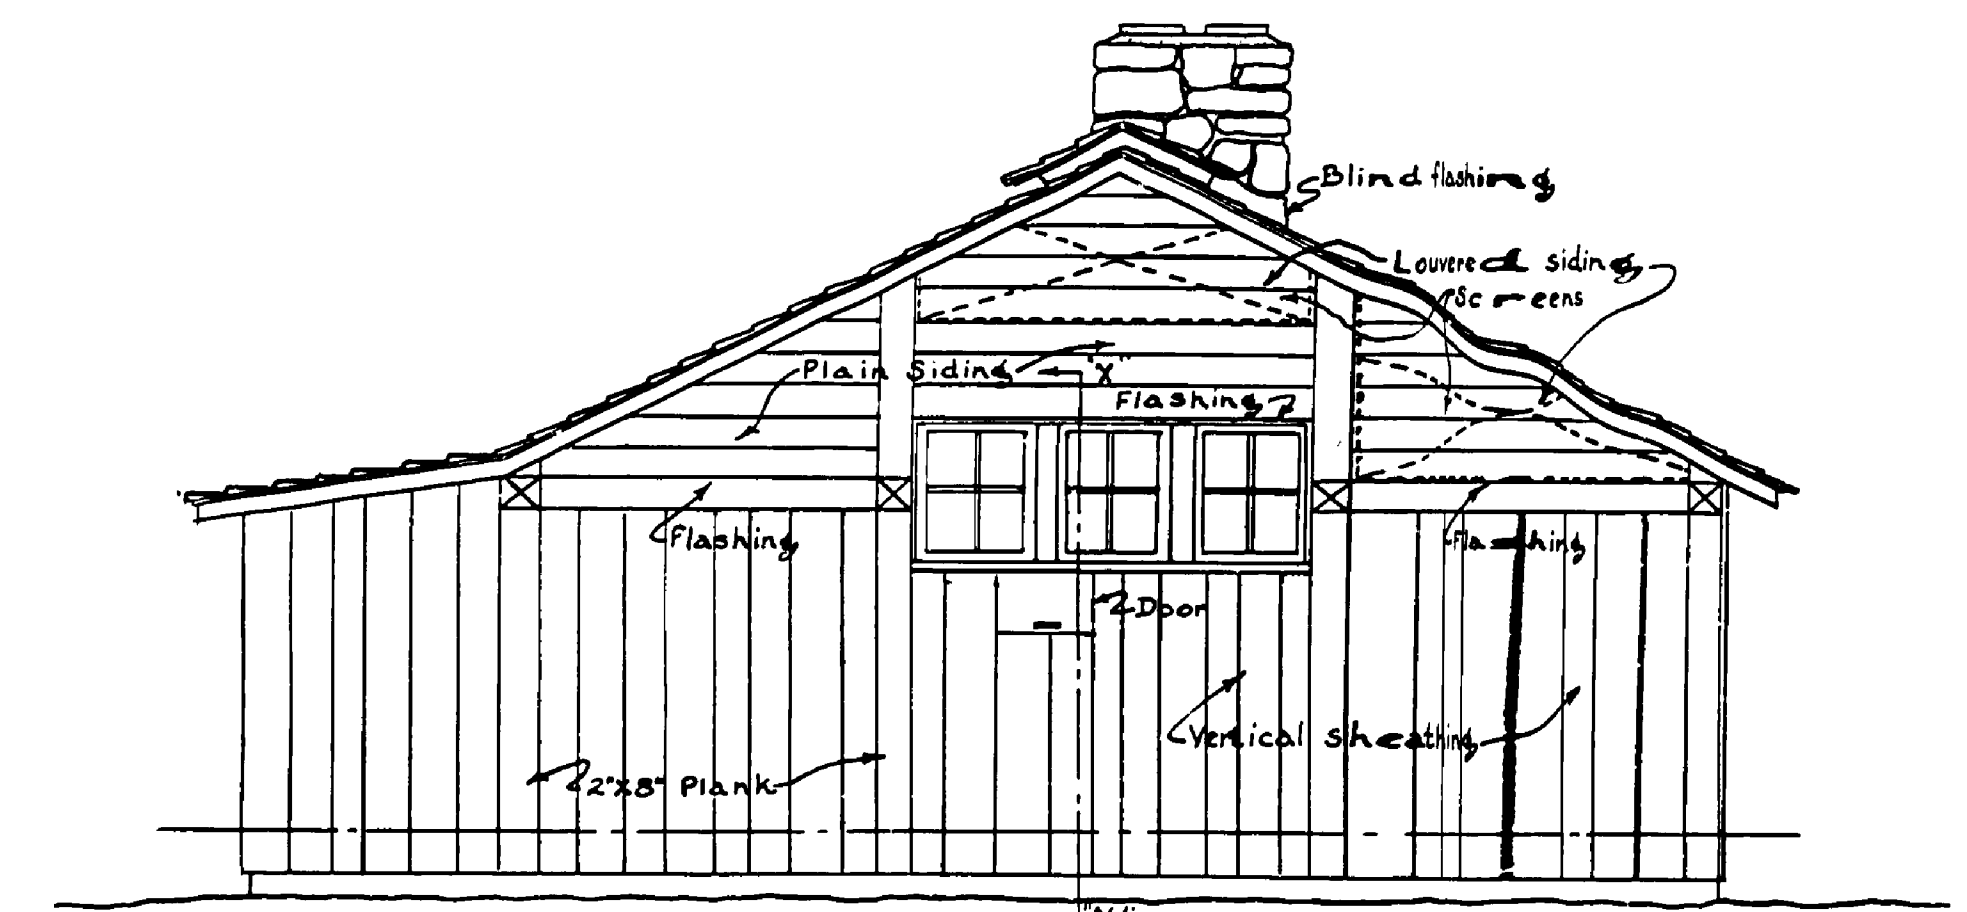 Blind flashing
Louvered siding
Screens
Plain Siding
"X"
Flashing
Flashing
Flashing
Door
Vertical sheathing
2"X8" Plank